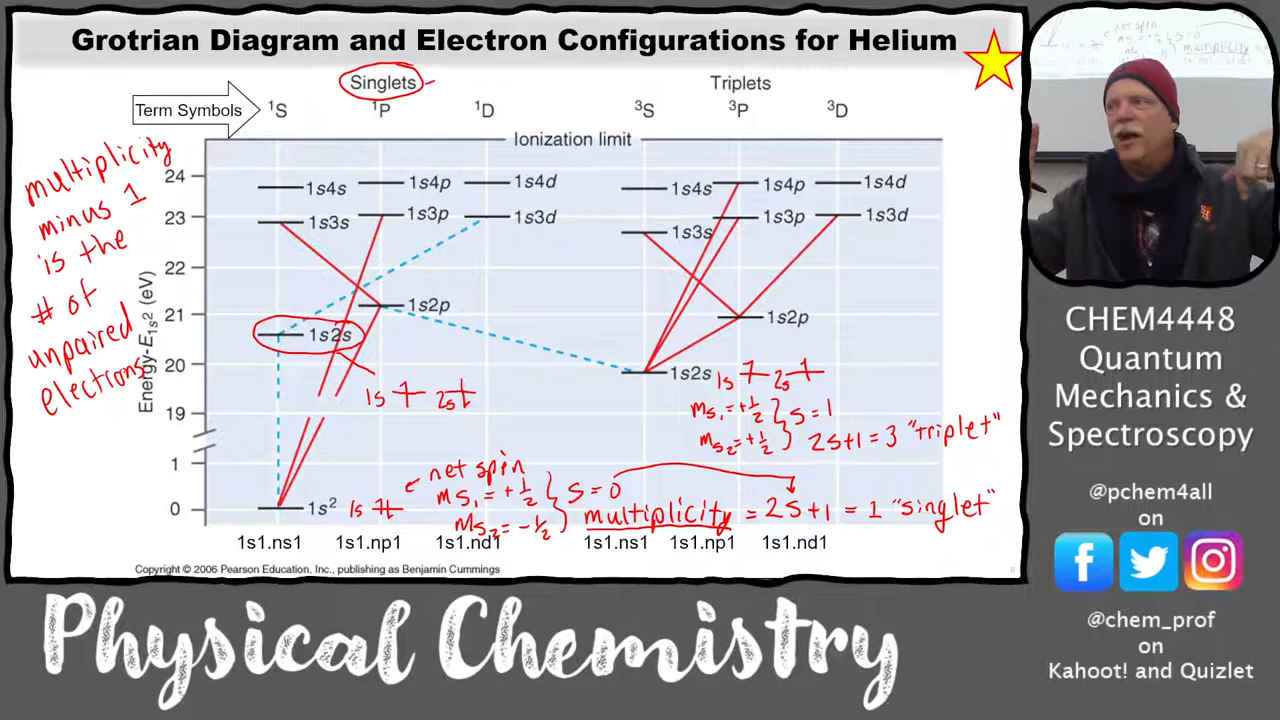 Grotrian Diagram and Electron Configurations for Helium
Singlets
Triplets
Term Symbols
¹S ¹P ¹D ³S ³P ³D
Ionization limit
multiplicity
minus 1
is the
# of
unpaired
electrons
Energy-E1s² (eV)
24
23
22
21
20
19
1
0
1s4s 1s4p 1s4d 1s4s 1s4p 1s4d
1s3s 1s3p 1s3d 1s3s 1s3p 1s3d
1s2p 1s2p
1s2s 1s2s
1s 2s
1s 2s
ms1 = +1/2 } S = 1
ms2 = +1/2 } 2S+1 = 3 "triplet"
1s² 1s
net spin
ms1 = +1/2 } S = 0
ms2 = -1/2 } multiplicity = 2S+1 = 1 "singlet"
1s1.ns1 1s1.np1 1s1.nd1 1s1.ns1 1s1.np1 1s1.nd1
Copyright © 2006 Pearson Education, Inc., publishing as Benjamin Cummings
8
CHEM4448
Quantum
Mechanics &
Spectroscopy
@pchem4all
on
@chem_prof
on
Kahoot! and Quizlet
Physical Chemistry